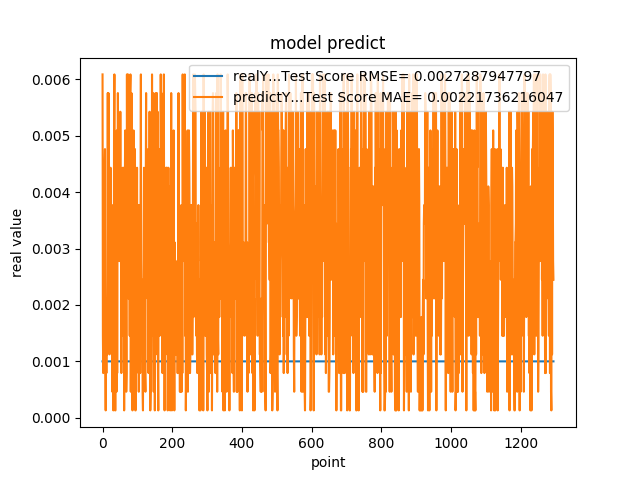 model predict
realY...Test Score RMSE= 0.0027287947797
predictY...Test Score MAE= 0.00221736216047
0.006
0.005
0.004
0.003
0.002
0.001
0.000
real value
0 200 400 600 800 1000 1200
point